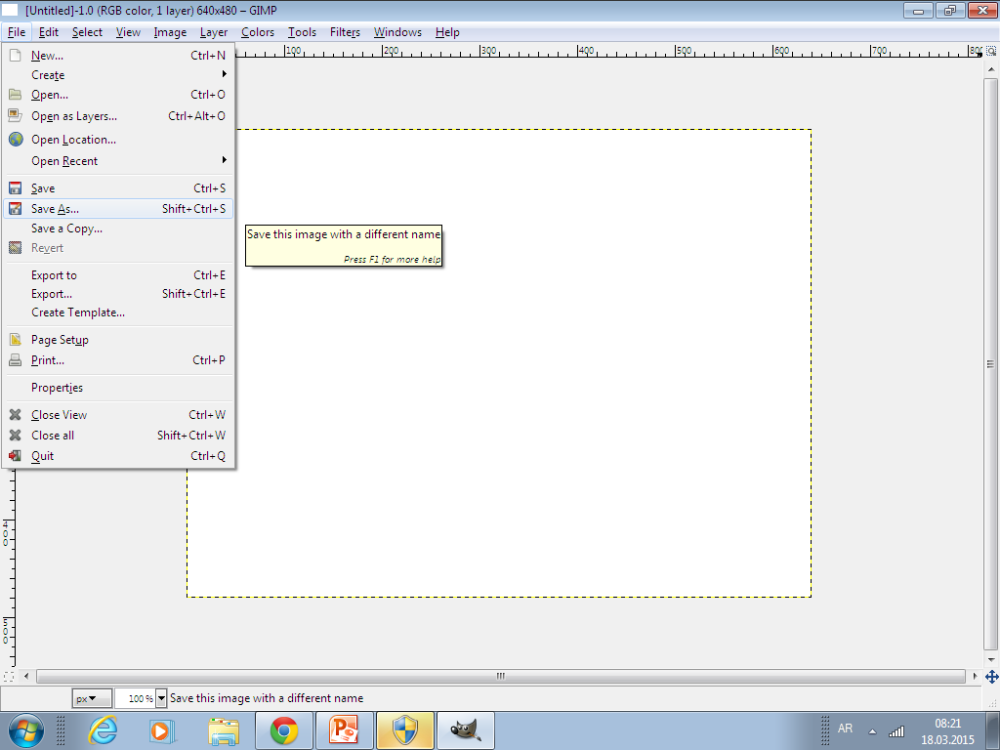 [Untitled]-1.0 (RGB color, 1 layer) 640x480 – GIMP
File Edit Select View Image Layer Colors Tools Filters Windows Help
100 200 300 400 500 600 700 800
New... Ctrl+N
Create
Open... Ctrl+O
Open as Layers... Ctrl+Alt+O
Open Location...
Open Recent
Save Ctrl+S
Save As... Shift+Ctrl+S
Save a Copy...
Revert
Export to Ctrl+E
Export... Shift+Ctrl+E
Create Template...
Page Setup
Print... Ctrl+P
Properties
Close View Ctrl+W
Close all Shift+Ctrl+W
Quit Ctrl+Q
Save this image with a different name
Press F1 for more help
400
500
px 100 % Save this image with a different name
AR 08:21
18.03.2015